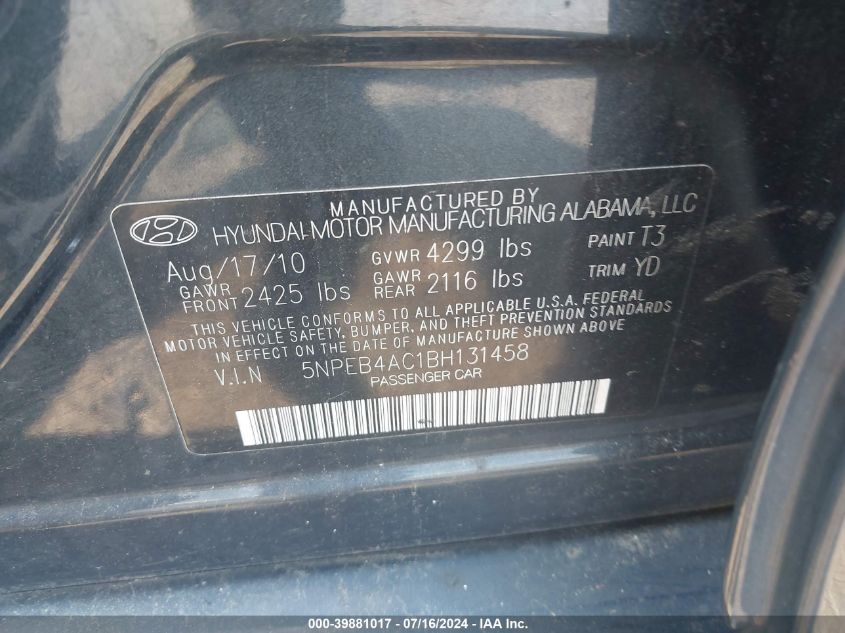 MANUFACTURED BY
HYUNDAI MOTOR MANUFACTURING ALABAMA, LLC
Aug/17/10 GVWR 4299 lbs PAINT T3
GAWR FRONT 2425 lbs GAWR REAR 2116 lbs TRIM YD
THIS VEHICLE CONFORMS TO ALL APPLICABLE U.S.A. FEDERAL
MOTOR VEHICLE SAFETY, BUMPER, AND THEFT PREVENTION STANDARDS
IN EFFECT ON THE DATE OF MANUFACTURE SHOWN ABOVE
V.I.N 5NPEB4AC1BH131458
PASSENGER CAR
000-39881017 - 07/16/2024 - IAA Inc.